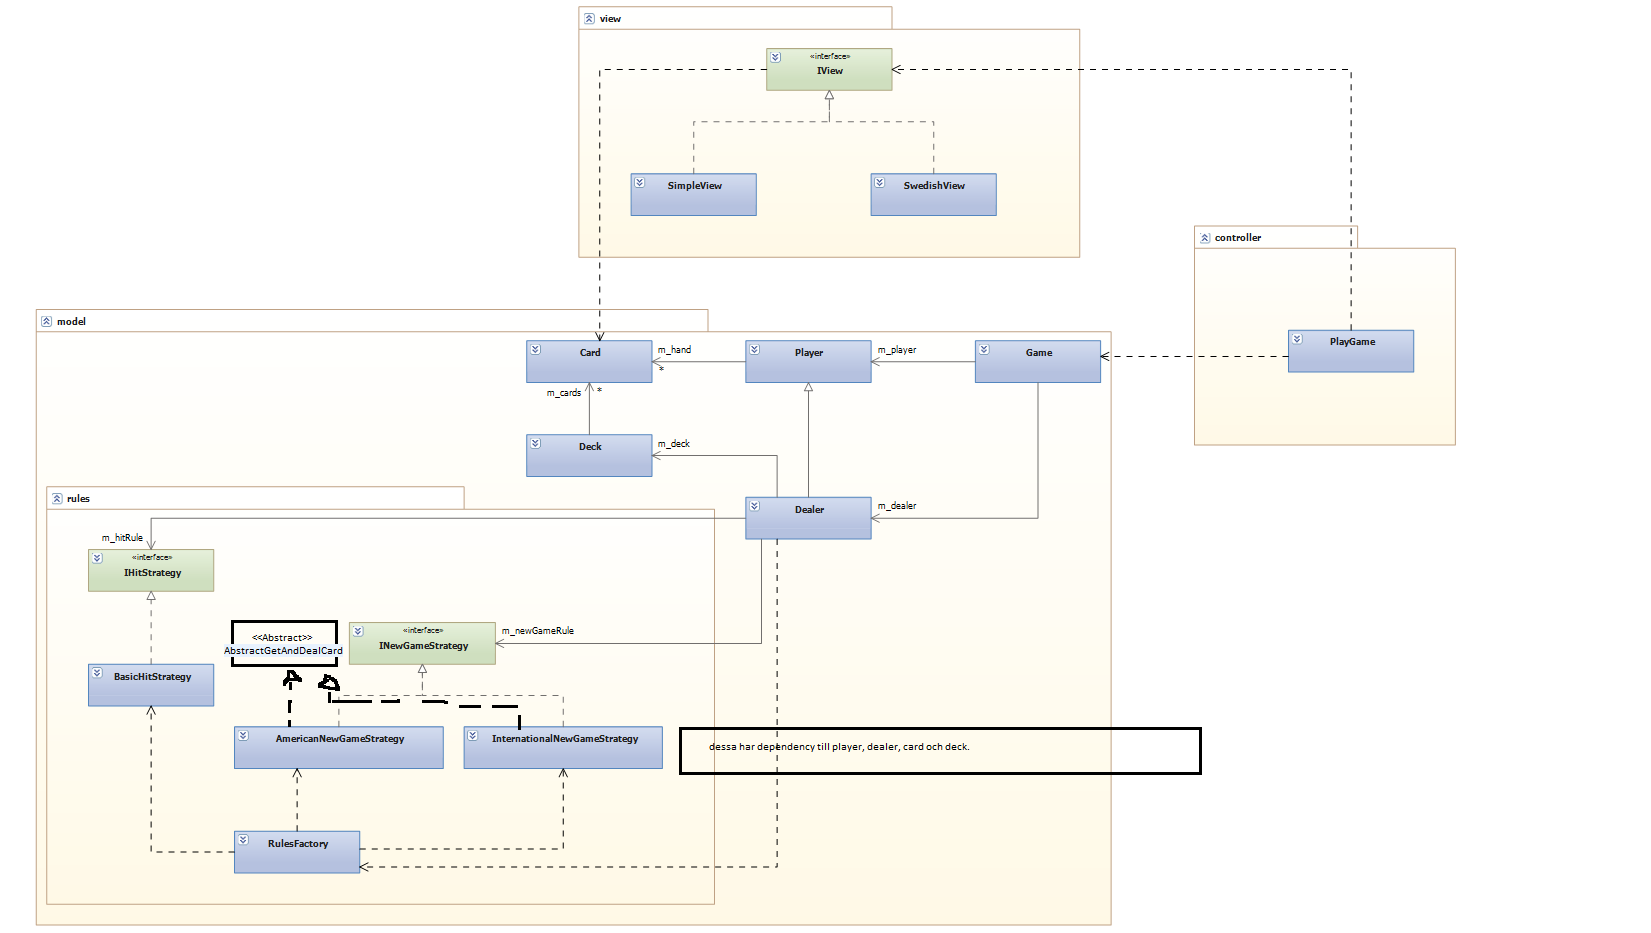 view
«interface»
IView
SimpleView
SwedishView
controller
PlayGame
model
Card
m_hand
*
Player
m_player
Game
m_cards
*
Deck
m_deck
rules
Dealer
m_dealer
m_hitRule
«interface»
IHitStrategy
<<Abstract>>
AbstractGetAndDealCard
«interface»
INewGameStrategy
m_newGameRule
BasicHitStrategy
AmericanNewGameStrategy
InternationalNewGameStrategy
dessa har dependency till player, dealer, card och deck.
RulesFactory